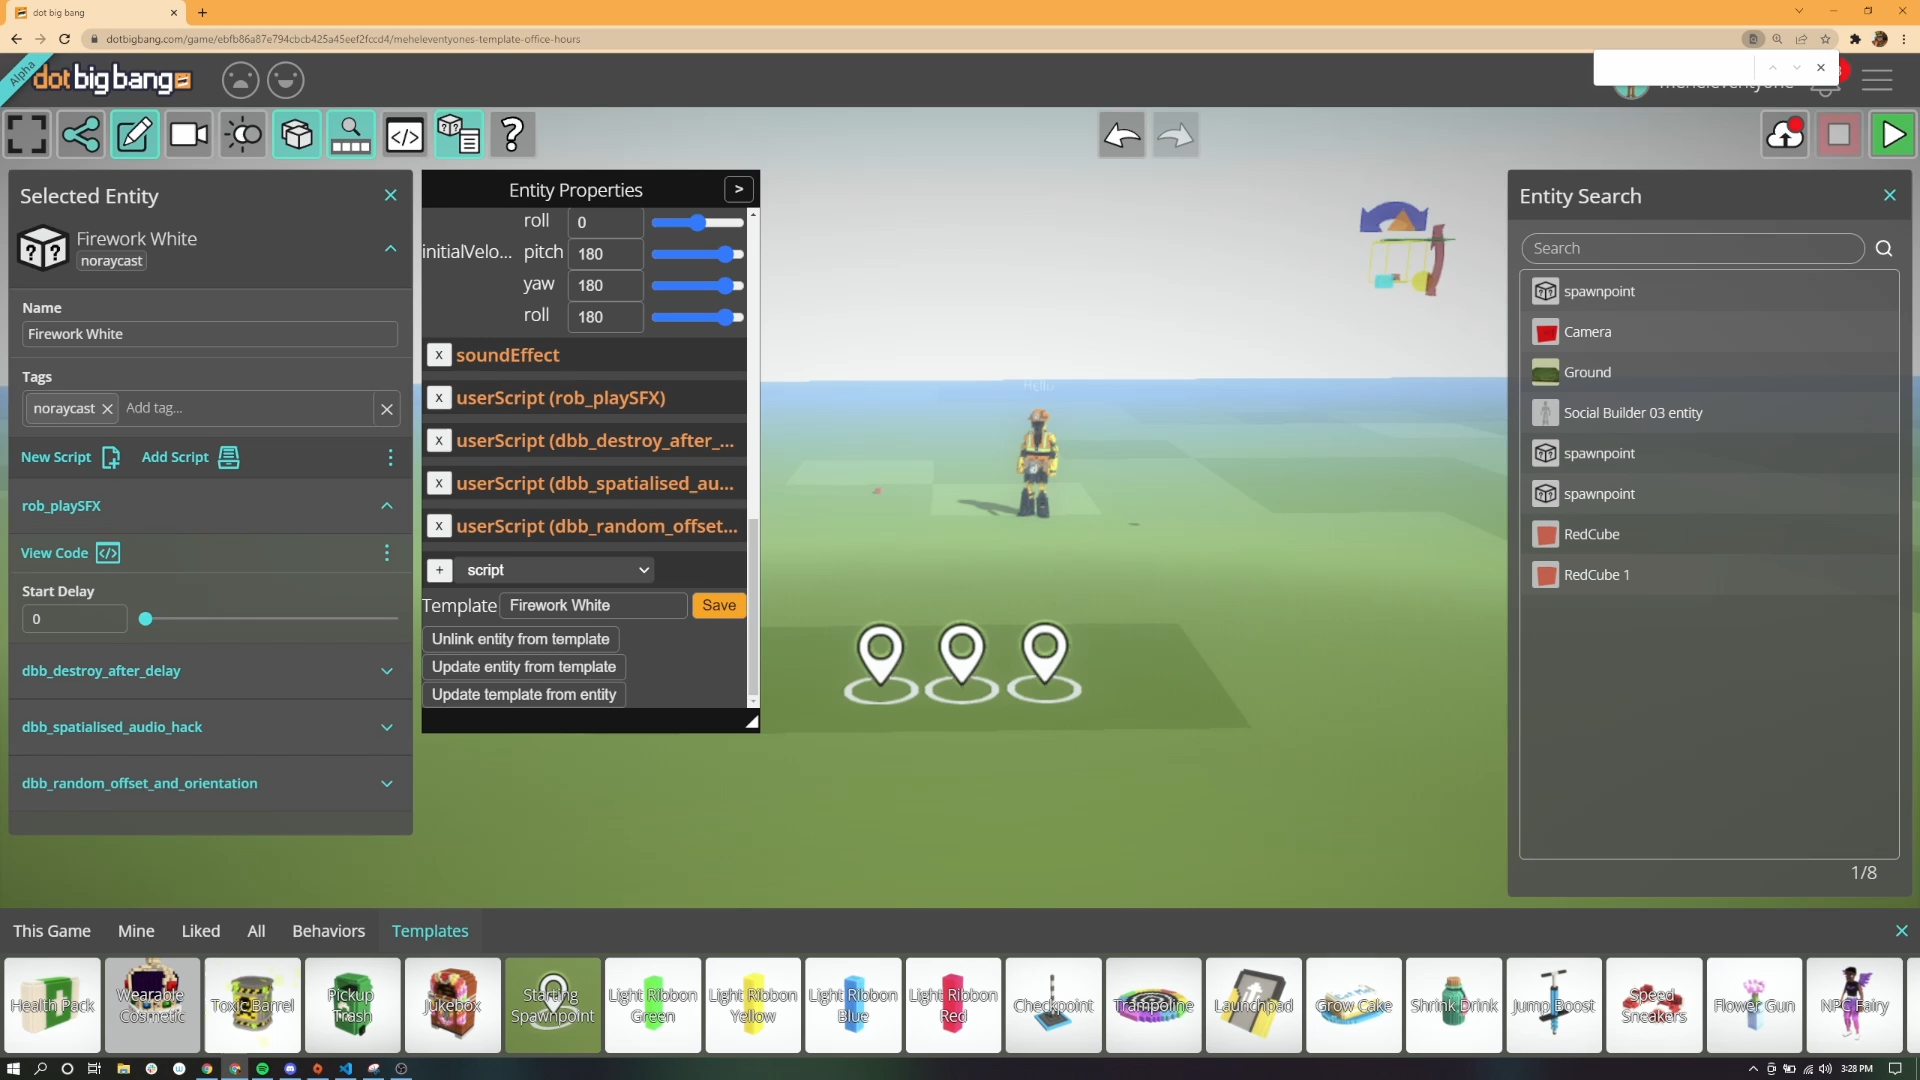 dot big bang
dotbigbang.com/game/ebfb86a87e794cbcb425a45eef2fccd4/meheleventyones-template-office-hours
Alpha
dotbigbang
meheleventyone
Selected Entity
Firework White
noraycast
Name
Firework White
Tags
noraycast
Add tag...
New Script
Add Script
rob_playSFX
View Code
Start Delay
0
dbb_destroy_after_delay
dbb_spatialised_audio_hack
dbb_random_offset_and_orientation
Entity Properties
>
roll 0
initialVelo... pitch 180
yaw 180
roll 180
x soundEffect
x userScript (rob_playSFX)
x userScript (dbb_destroy_after_...
x userScript (dbb_spatialised_au...
x userScript (dbb_random_offset...
+ script
Template Firework White Save
Unlink entity from template
Update entity from template
Update template from entity
Hello
Entity Search
Search
spawnpoint
Camera
Ground
Social Builder 03 entity
spawnpoint
spawnpoint
RedCube
RedCube 1
1/8
This Game Mine Liked All Behaviors Templates
Health Pack
Wearable Cosmetic
Toxic Barrel
Pickup Trash
Jukebox
Starting Spawnpoint
Light Ribbon Green
Light Ribbon Yellow
Light Ribbon Blue
Light Ribbon Red
Checkpoint
Trampoline
Launchpad
Grow Cake
Shrink Drink
Jump Boost
Speed Sneakers
Flower Gun
NPC Fairy
3:28 PM